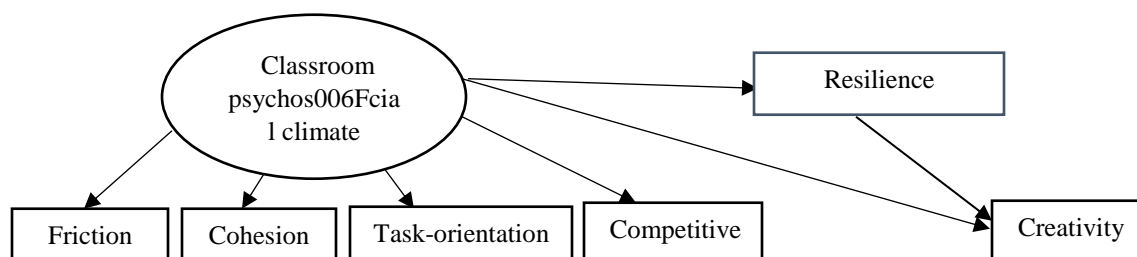 Classroom
psychos006Fcia
l climate
Resilience
Friction
Cohesion
Task-orientation
Competitive
Creativity